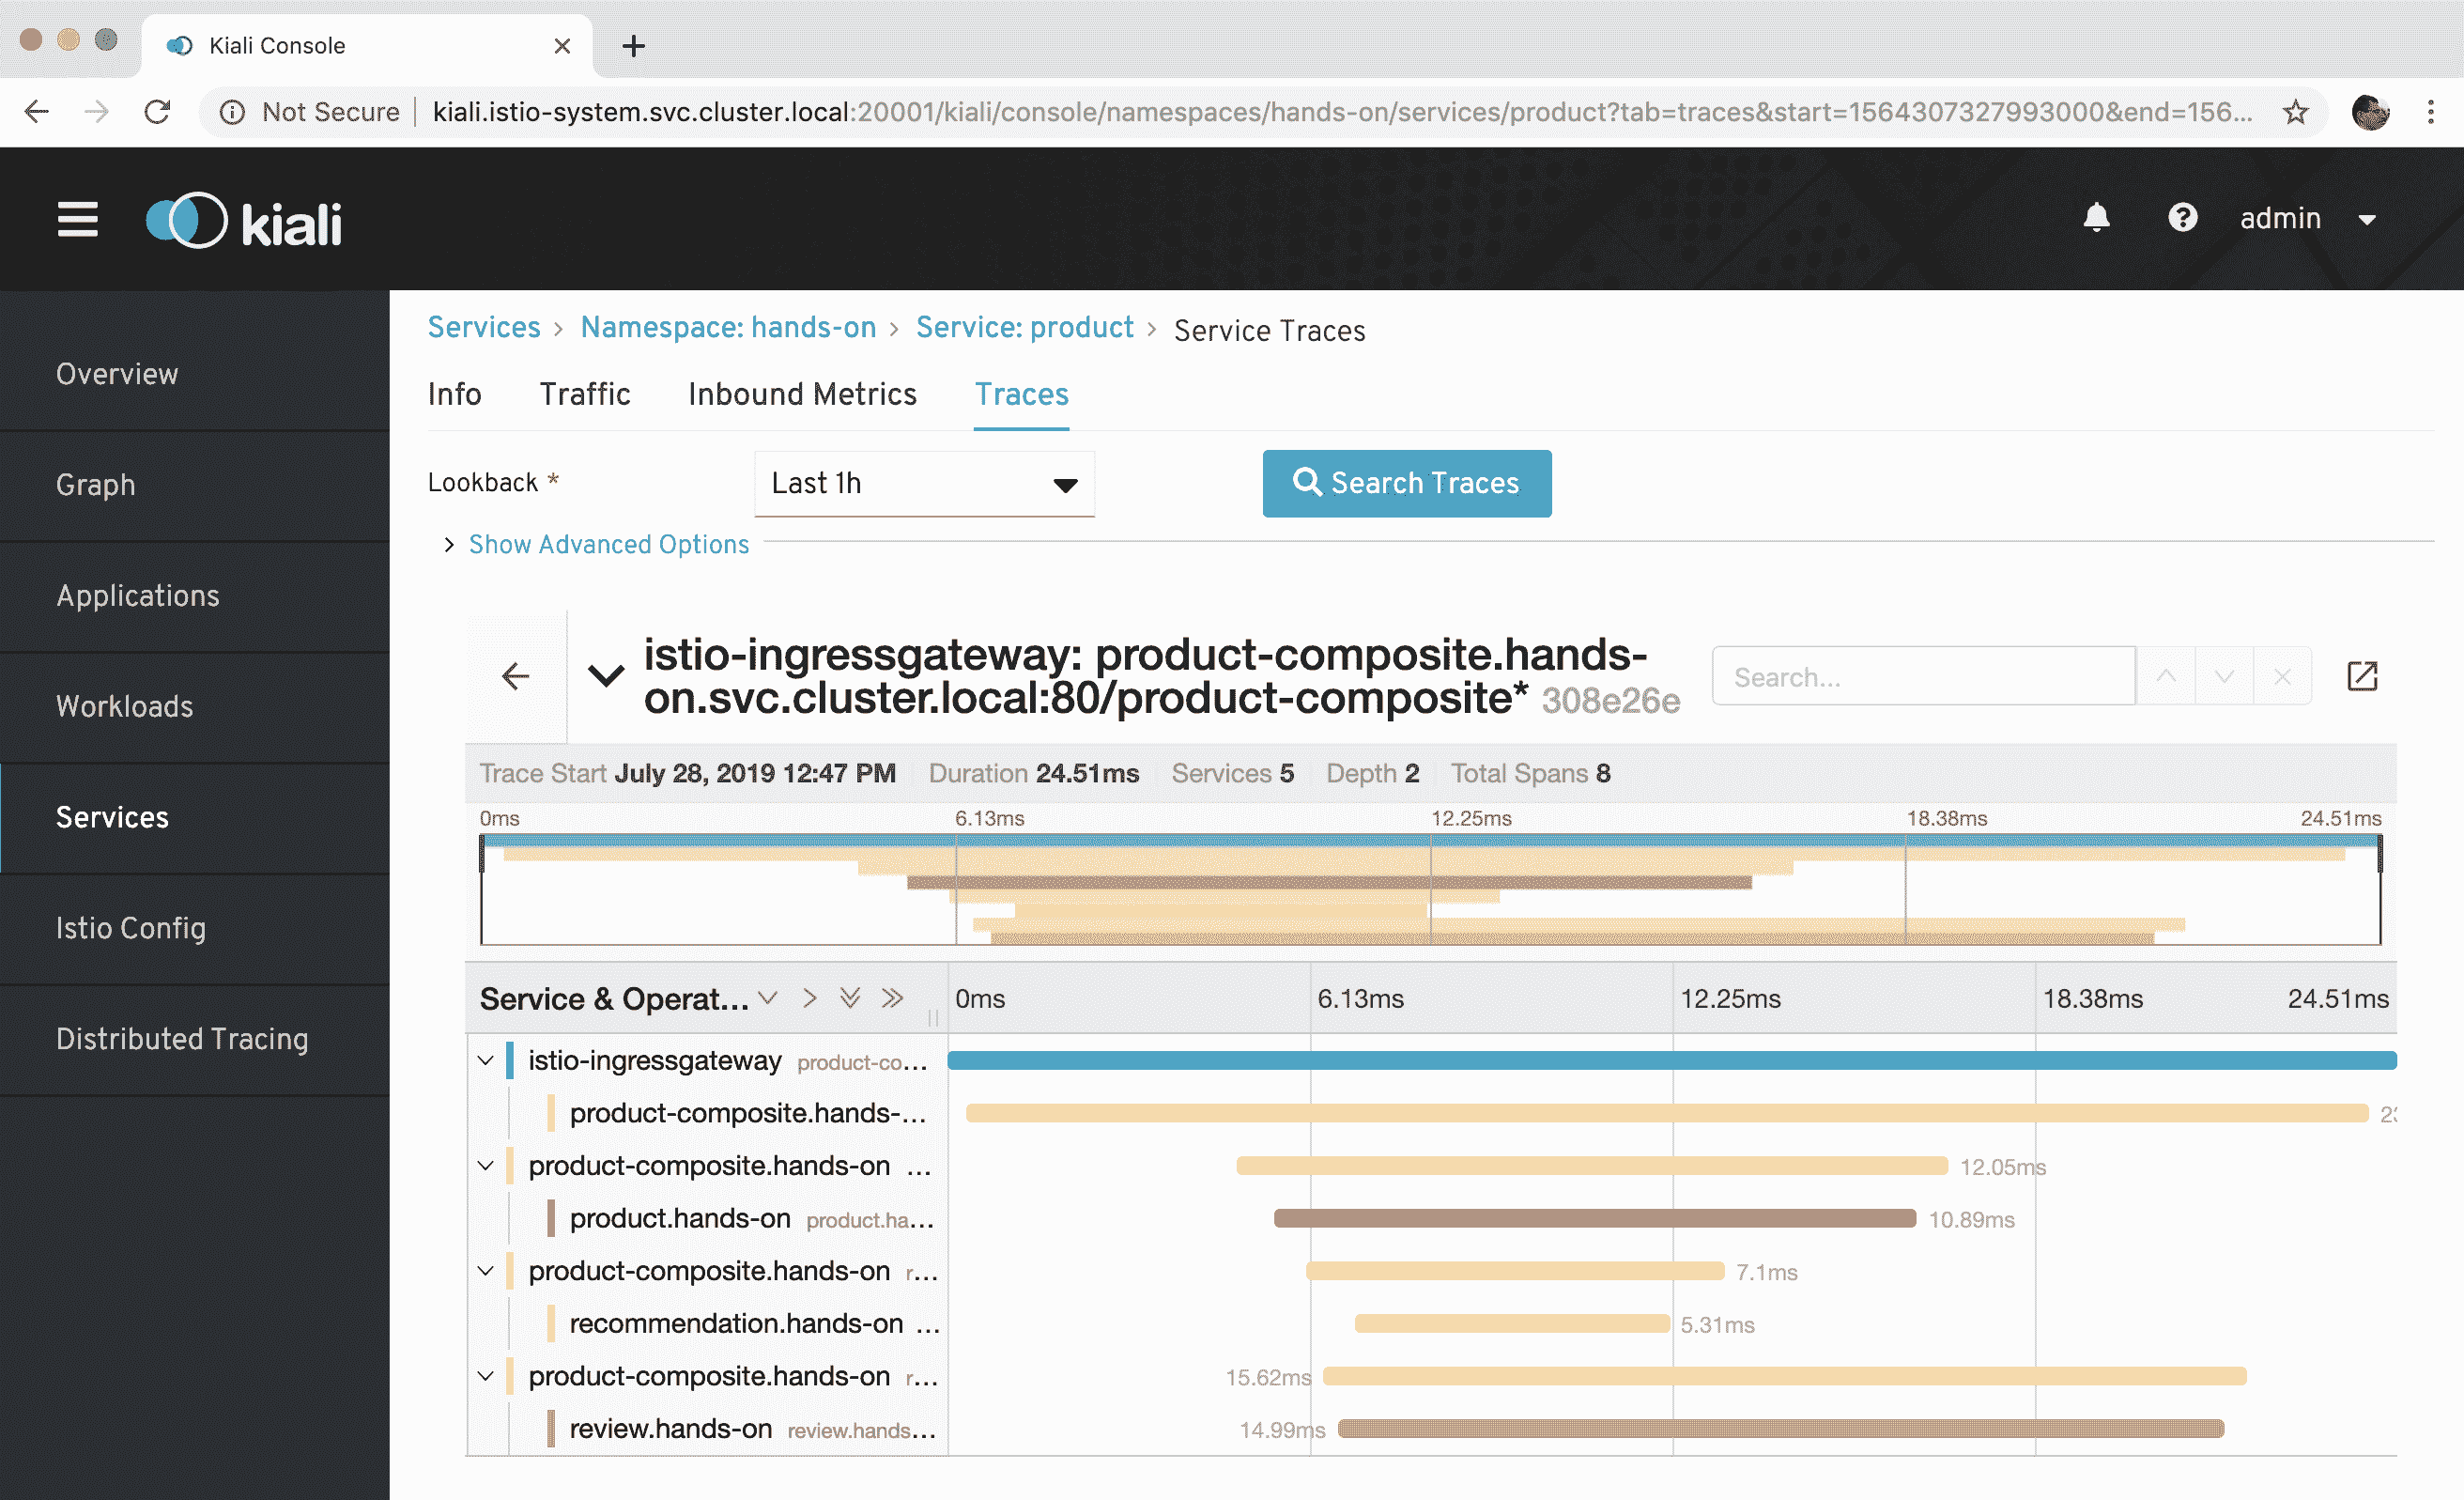 Kiali Console
Not Secure kiali.istio-system.svc.cluster.local:20001/kiali/console/namespaces/hands-on/services/product?tab=traces&start=1564307327993000&end=156...
kiali
admin
Overview
Graph
Applications
Workloads
Services
Istio Config
Distributed Tracing
Services > Namespace: hands-on > Service: product > Service Traces
Info Traffic Inbound Metrics Traces
Lookback * Last 1h Search Traces
Show Advanced Options
istio-ingressgateway: product-composite.hands-
on.svc.cluster.local:80/product-composite* 308e26e
Search...
Trace Start July 28, 2019 12:47 PM Duration 24.51ms Services 5 Depth 2 Total Spans 8
0ms 6.13ms 12.25ms 18.38ms 24.51ms
Service & Operat... 0ms 6.13ms 12.25ms 18.38ms 24.51ms
istio-ingressgateway product-co...
product-composite.hands-...
product-composite.hands-on ... 12.05ms
product.hands-on product.ha... 10.89ms
product-composite.hands-on r... 7.1ms
recommendation.hands-on ... 5.31ms
product-composite.hands-on r... 15.62ms
review.hands-on review.hands... 14.99ms